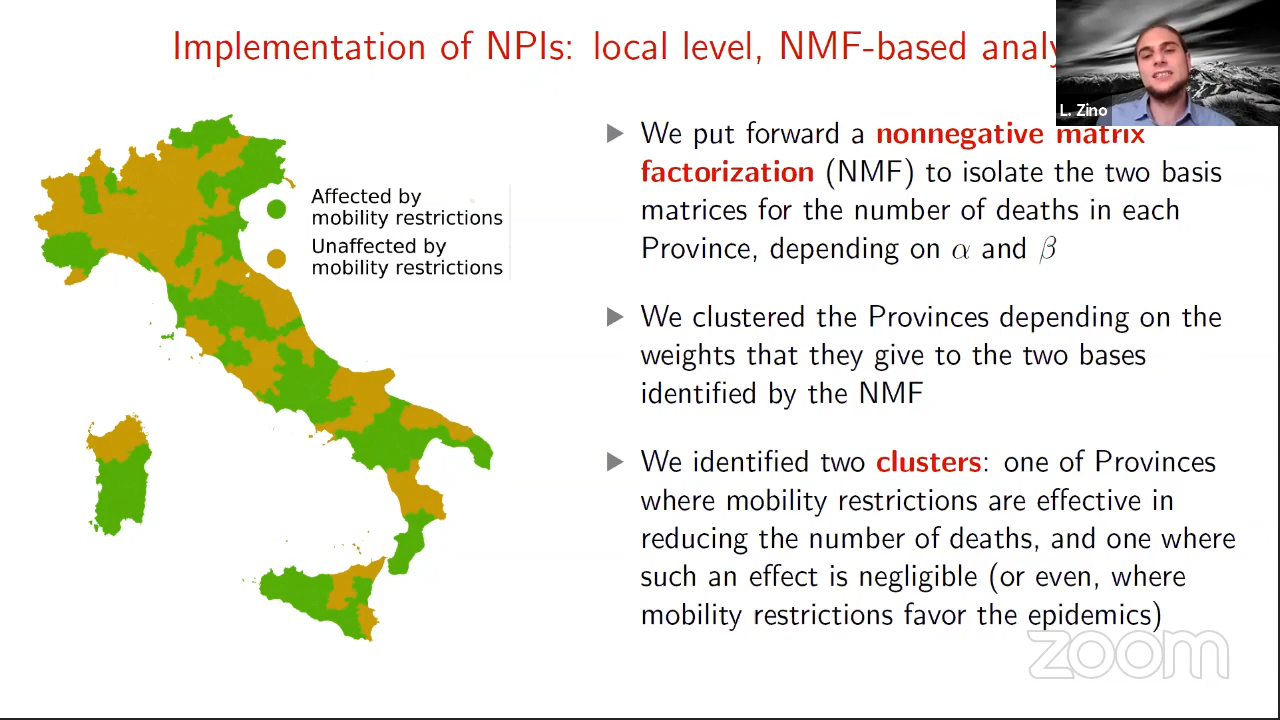 Implementation of NPIs: local level, NMF-based
L. Zino
Affected by
mobility restrictions
Unaffected by
mobility restrictions
▶ We put forward a nonnegative matrix
factorization (NMF) to isolate the two basis
matrices for the number of deaths in each
Province, depending on α and β
▶ We clustered the Provinces depending on the
weights that they give to the two bases
identified by the NMF
▶ We identified two clusters: one of Provinces
where mobility restrictions are effective in
reducing the number of deaths, and one where
such an effect is negligible (or even, where
mobility restrictions favor the epidemics)
zoom